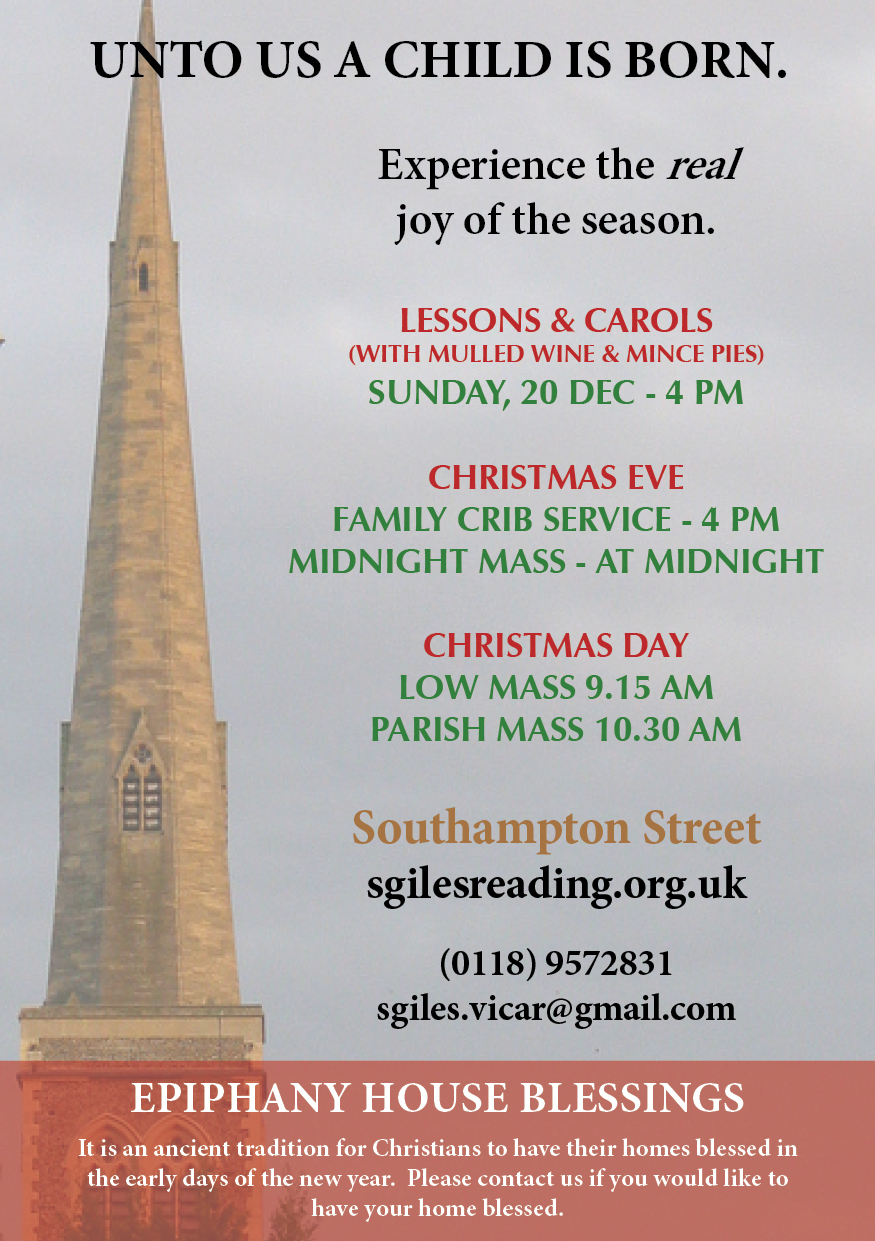 UNTO US A CHILD IS BORN.
Experience the real
joy of the season.
LESSONS & CAROLS
(WITH MULLED WINE & MINCE PIES)
SUNDAY, 20 DEC - 4 PM
CHRISTMAS EVE
FAMILY CRIB SERVICE - 4 PM
MIDNIGHT MASS - AT MIDNIGHT
CHRISTMAS DAY
LOW MASS 9.15 AM
PARISH MASS 10.30 AM
Southampton Street
sgilesreading.org.uk
(0118) 9572831
sgiles.vicar@gmail.com
EPIPHANY HOUSE BLESSINGS
It is an ancient tradition for Christians to have their homes blessed in
the early days of the new year.  Please contact us if you would like to
have your home blessed.